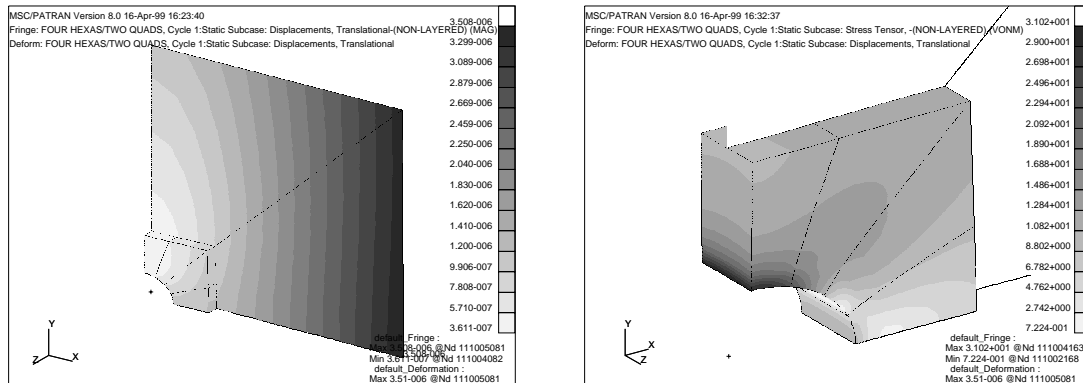 MSC/PATRAN Version 8.0 16-Apr-99 16:23:40
Fringe: FOUR HEXAS/TWO QUADS, Cycle 1:Static Subcase: Displacements, Translational-(NON-LAYERED) (MAG)
Deform: FOUR HEXAS/TWO QUADS, Cycle 1:Static Subcase: Displacements, Translational
3.508-006
3.299-006
3.089-006
2.879-006
2.669-006
2.459-006
2.250-006
2.040-006
1.830-006
1.620-006
1.410-006
1.200-006
9.906-007
7.808-007
5.710-007
3.611-007
Y
Z
X
default_Fringe :
Max 3.508-006 @Nd 111005081
3.508-006
Min 3.611-007 @Nd 111004082
default_Deformation :
Max 3.51-006 @Nd 111005081
MSC/PATRAN Version 8.0 16-Apr-99 16:32:37
Fringe: FOUR HEXAS/TWO QUADS, Cycle 1:Static Subcase: Stress Tensor, -(NON-LAYERED) (VONM)
Deform: FOUR HEXAS/TWO QUADS, Cycle 1:Static Subcase: Displacements, Translational
3.102+001
2.900+001
2.698+001
2.496+001
2.294+001
2.092+001
1.890+001
1.688+001
1.486+001
1.284+001
1.082+001
8.802+000
6.782+000
4.762+000
2.742+000
7.224-001
Y
X
Z
default_Fringe :
Max 3.102+001 @Nd 111004163
Min 7.224-001 @Nd 111002168
default_Deformation :
Max 3.51-006 @Nd 111005081